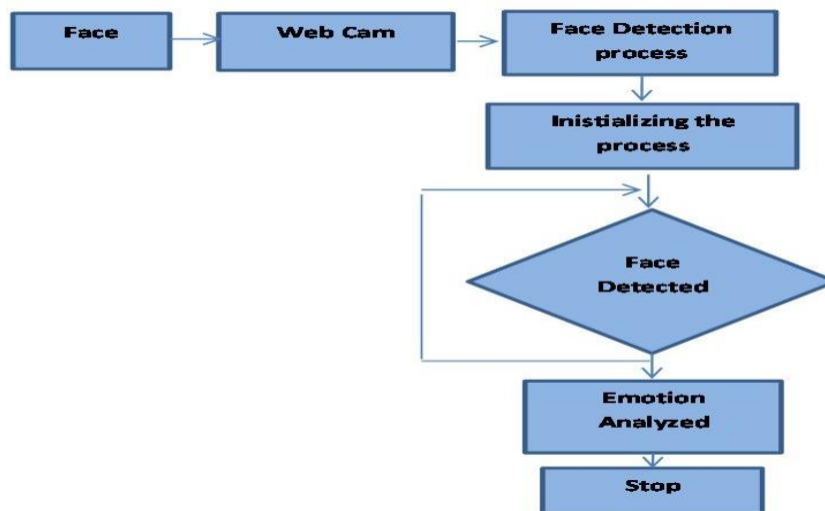 Face
Web Cam
Face Detection
process
Inistializing the
process
Face
Detected
Emotion
Analyzed
Stop